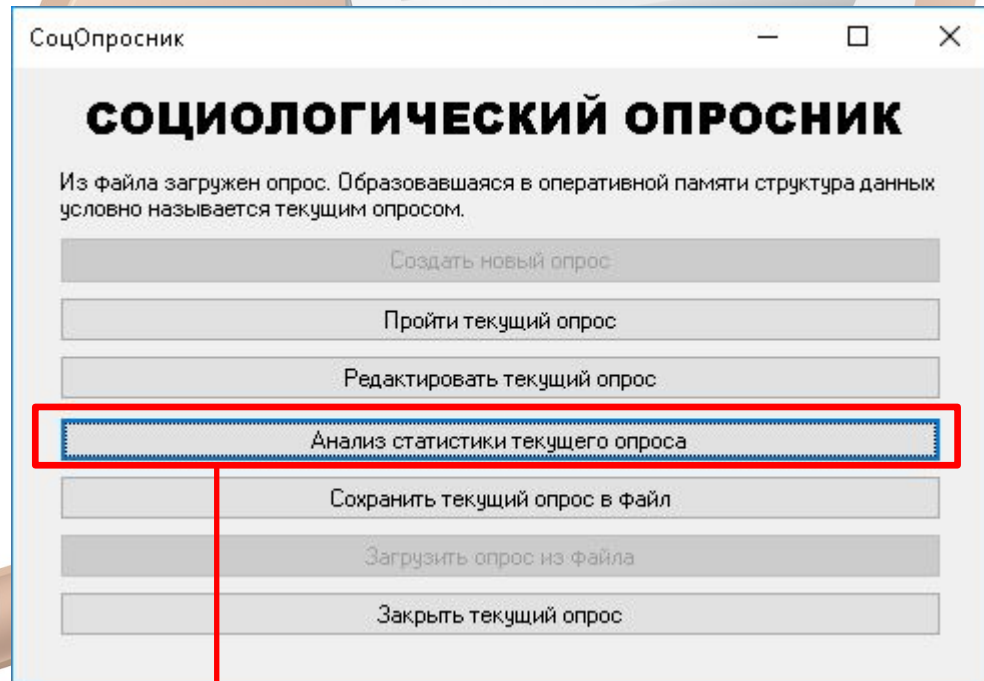 СоцОпросник
СОЦИОЛОГИЧЕСКИЙ ОПРОСНИК
Из файла загружен опрос. Образовавшаяся в оперативной памяти структура данных
условно называется текущим опросом.
Создать новый опрос
Пройти текущий опрос
Редактировать текущий опрос
Анализ статистики текущего опроса
Сохранить текущий опрос в файл
Загрузить опрос из файла
Закрыть текущий опрос